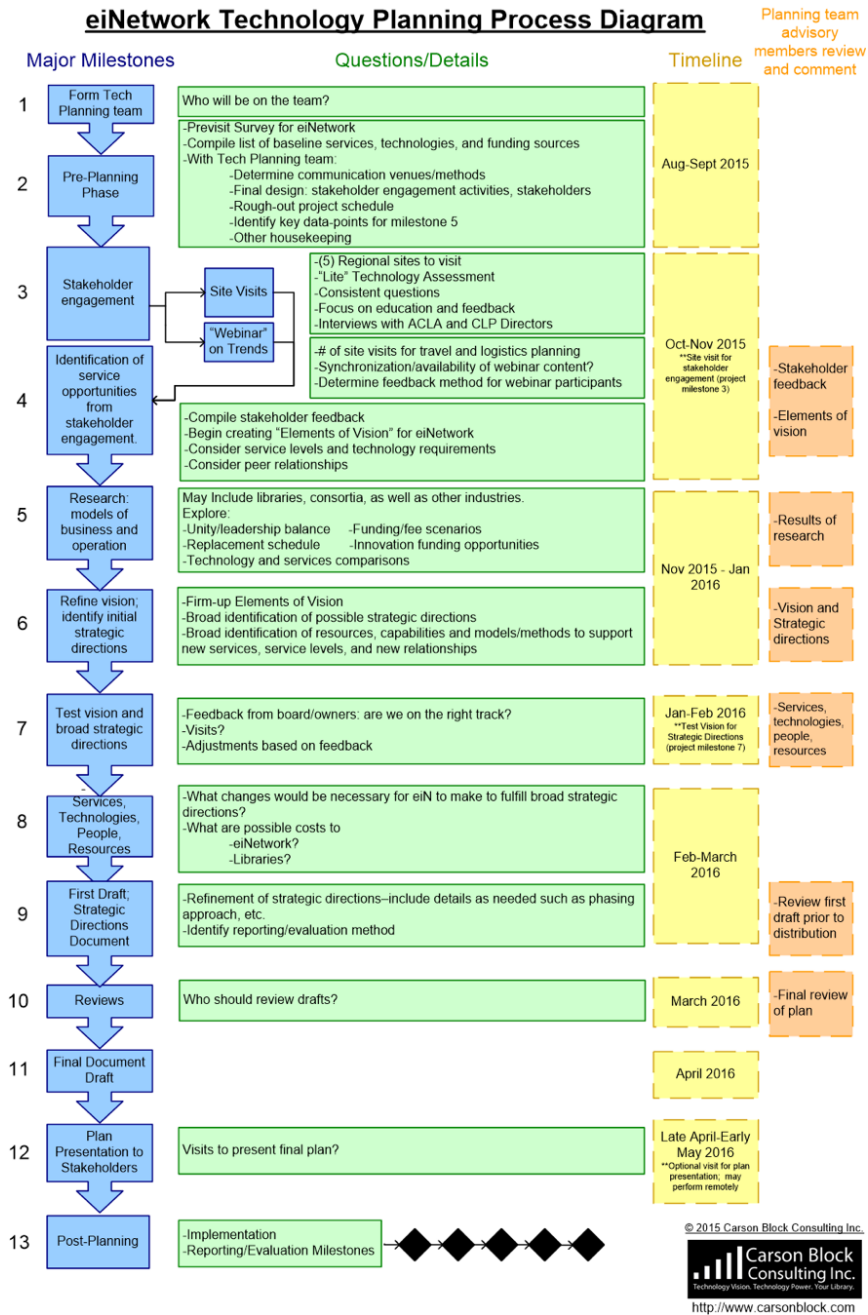 eiNetwork Technology Planning Process Diagram
Planning team
advisory
members review
and comment
Major Milestones
Questions/Details
Timeline
1
Form Tech
Planning team
Who will be on the team?
Aug-Sept 2015
2
Pre-Planning
Phase
-Previsit Survey for eiNetwork
-Compile list of baseline services, technologies, and funding sources
-With Tech Planning team:
-Determine communication venues/methods
-Final design: stakeholder engagement activities, stakeholders
-Rough-out project schedule
-Identify key data-points for milestone 5
-Other housekeeping
3
Stakeholder
engagement
Site Visits
"Webinar"
on Trends
-(5) Regional sites to visit
-"Lite" Technology Assessment
-Consistent questions
-Focus on education and feedback
-Interviews with ACLA and CLP Directors
-# of site visits for travel and logistics planning
-Synchronization/availability of webinar content?
-Determine feedback method for webinar participants
Oct-Nov 2015
**Site visit for
stakeholder
engagement (project
milestone 3)
-Stakeholder
feedback
-Elements of
vision
4
Identification of
service
opportunities
from
stakeholder
engagement.
-Compile stakeholder feedback
-Begin creating "Elements of Vision" for eiNetwork
-Consider service levels and technology requirements
-Consider peer relationships
5
Research:
models of
business and
operation
May Include libraries, consortia, as well as other industries.
Explore:
-Unity/leadership balance -Funding/fee scenarios
-Replacement schedule -Innovation funding opportunities
-Technology and services comparisons
Nov 2015 - Jan
2016
-Results of
research
6
Refine vision;
identify initial
strategic
directions
-Firm-up Elements of Vision
-Broad identification of possible strategic directions
-Broad identification of resources, capabilities and models/methods to support
new services, service levels, and new relationships
-Vision and
Strategic
directions
7
Test vision and
broad strategic
directions
-Feedback from board/owners: are we on the right track?
-Visits?
-Adjustments based on feedback
Jan-Feb 2016
**Test Vision for
Strategic Directions
(project milestone 7)
-Services,
technologies,
people,
resources
8
-
Services,
Technologies,
People,
Resources
-What changes would be necessary for eiN to make to fulfill broad strategic
directions?
-What are possible costs to
-eiNetwork?
-Libraries?
Feb-March
2016
9
First Draft;
Strategic
Directions
Document
-Refinement of strategic directions–include details as needed such as phasing
approach, etc.
-Identify reporting/evaluation method
-Review first
draft prior to
distribution
10
Reviews
Who should review drafts?
March 2016
-Final review
of plan
11
Final Document
Draft
April 2016
12
Plan
Presentation to
Stakeholders
Visits to present final plan?
Late April-Early
May 2016
**Optional visit for plan
presentation; may
perform remotely
13
Post-Planning
-Implementation
-Reporting/Evaluation Milestones
© 2015 Carson Block Consulting Inc.
Carson Block
Consulting Inc.
Technology Vision. Technology Power. Your Library.
http://www.carsonblock.com